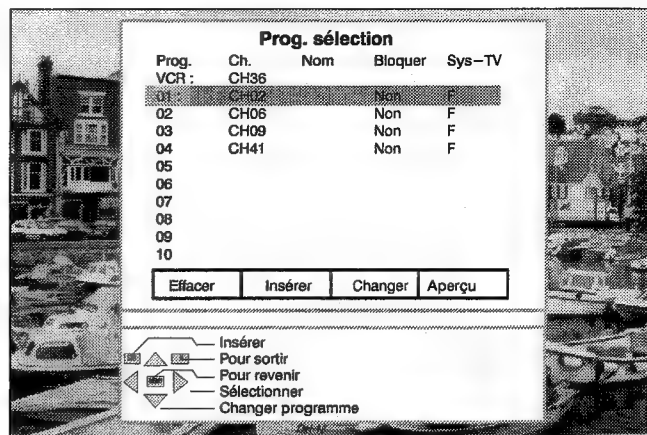 Prog. sélection
Prog. Ch. Nom Bloquer Sys-TV
VCR : CH36
01 : CH02 Non F
02 CH06 Non F
03 CH09 Non F
04 CH41 Non F
05
06
07
08
09
10
Effacer Insérer Changer Aperçu
Insérer
Pour sortir
Pour revenir
Sélectionner
Changer programme